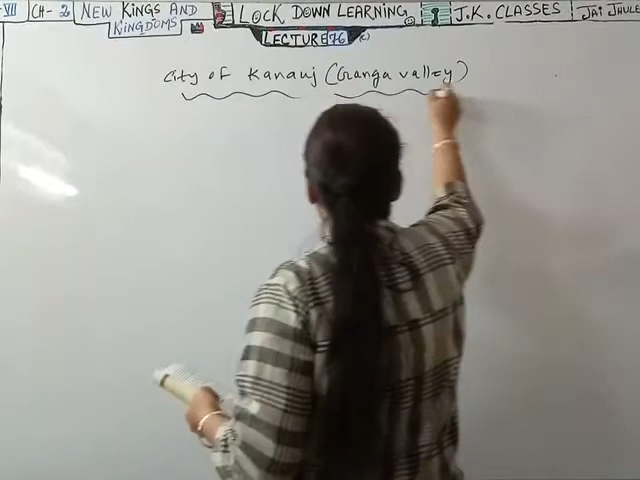 -VII CH-2 NEW KINGS AND KINGDOMS LOCK DOWN LEARNING J.K. CLASSES JAI JHULE
LECTURE 76 (c)
City OF Kanauj (Ganga valley)